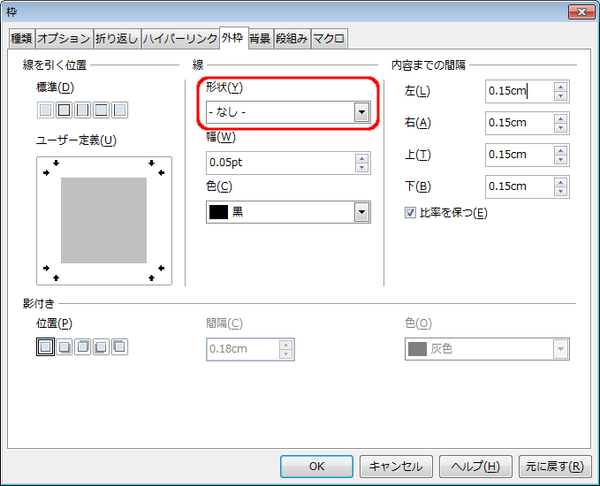 枠
種類 オプション 折り返し ハイパーリンク 外枠 背景 段組み マクロ
線を引く位置
標準(D)
ユーザー定義(U)
線
形状(Y)
- なし -
幅(W)
0.05pt
色(C)
黒
内容までの間隔
左(L) 0.15cm
右(A) 0.15cm
上(T) 0.15cm
下(B) 0.15cm
比率を保つ(E)
影付き
位置(P)
間隔(C)
0.18cm
色(O)
灰色
OK キャンセル ヘルプ(H) 元に戻す(R)